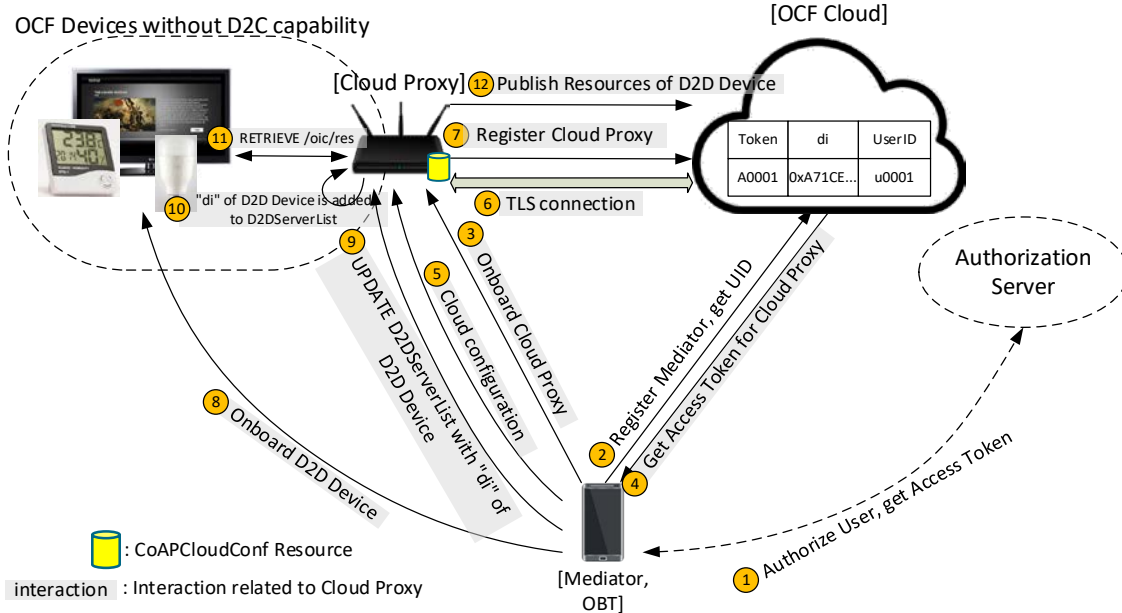 OCF Devices without D2C capability
[OCF Cloud]
[Cloud Proxy]
12 Publish Resources of D2D Device
7 Register Cloud Proxy
11 RETRIEVE /oic/res
Token di UserID
A0001 0xA71CE... u0001
10 "di" of D2D Device is added
to D2DServerList
6 TLS connection
3 Onboard Cloud Proxy
9 UPDATE D2DServerList with "di" of
D2D Device
5 Cloud configuration
Authorization
Server
2 Register Mediator, get UID
4 Get Access Token for Cloud Proxy
8 Onboard D2D Device
1 Authorize User, get Access Token
: CoAPCloudConf Resource
interaction : Interaction related to Cloud Proxy
[Mediator,
OBT]